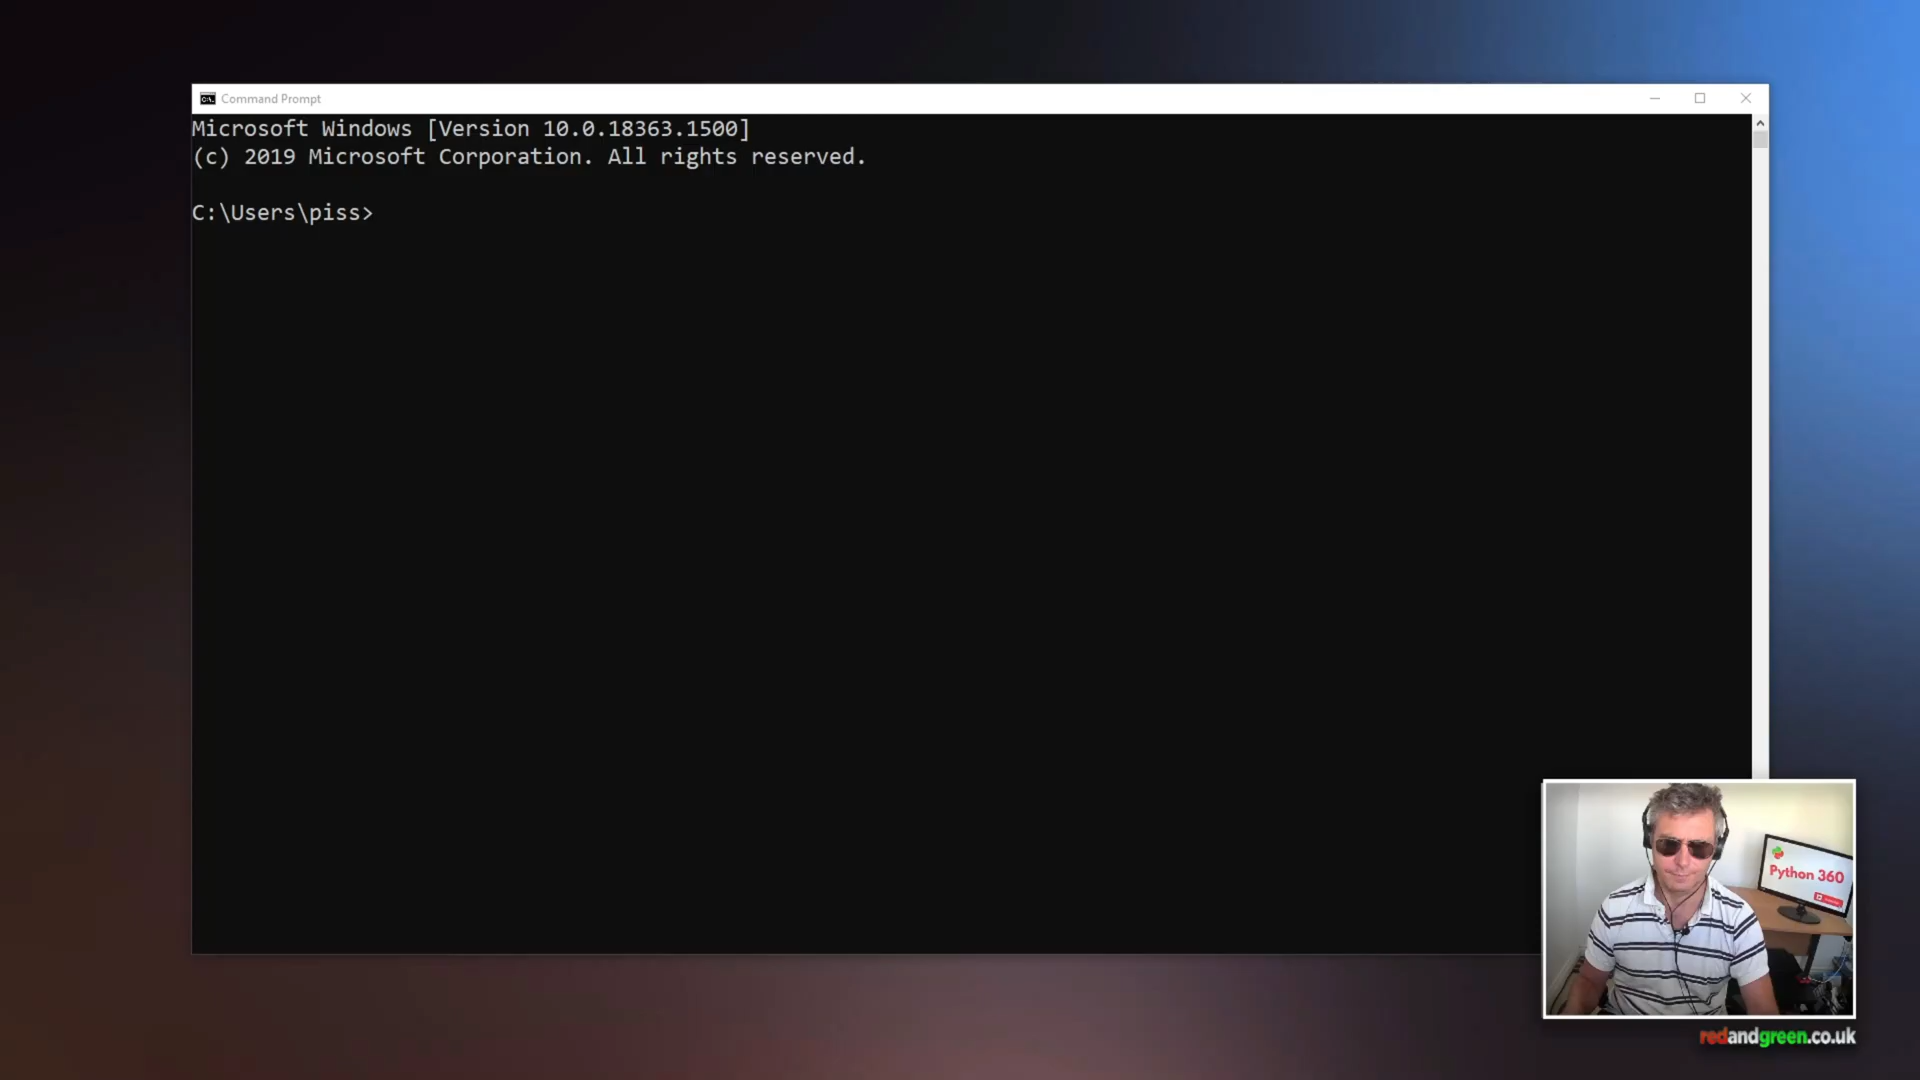 Command Prompt
Microsoft Windows [Version 10.0.18363.1500]
(c) 2019 Microsoft Corporation. All rights reserved.
C:\Users\piss>
Python 360
redandgreen.co.uk